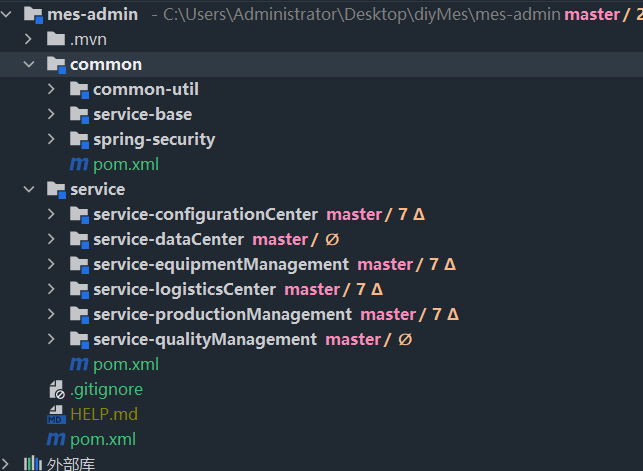 mes-admin - C:\Users\Administrator\Desktop\diyMes\mes-admin master / 2
.mvn
common
common-util
service-base
spring-security
m pom.xml
service
service-configurationCenter master / 7 Δ
service-dataCenter master / Ø
service-equipmentManagement master / 7 Δ
service-logisticsCenter master / 7 Δ
service-productionManagement master / 7 Δ
service-qualityManagement master / Ø
m pom.xml
.gitignore
MD HELP.md
m pom.xml
外部库